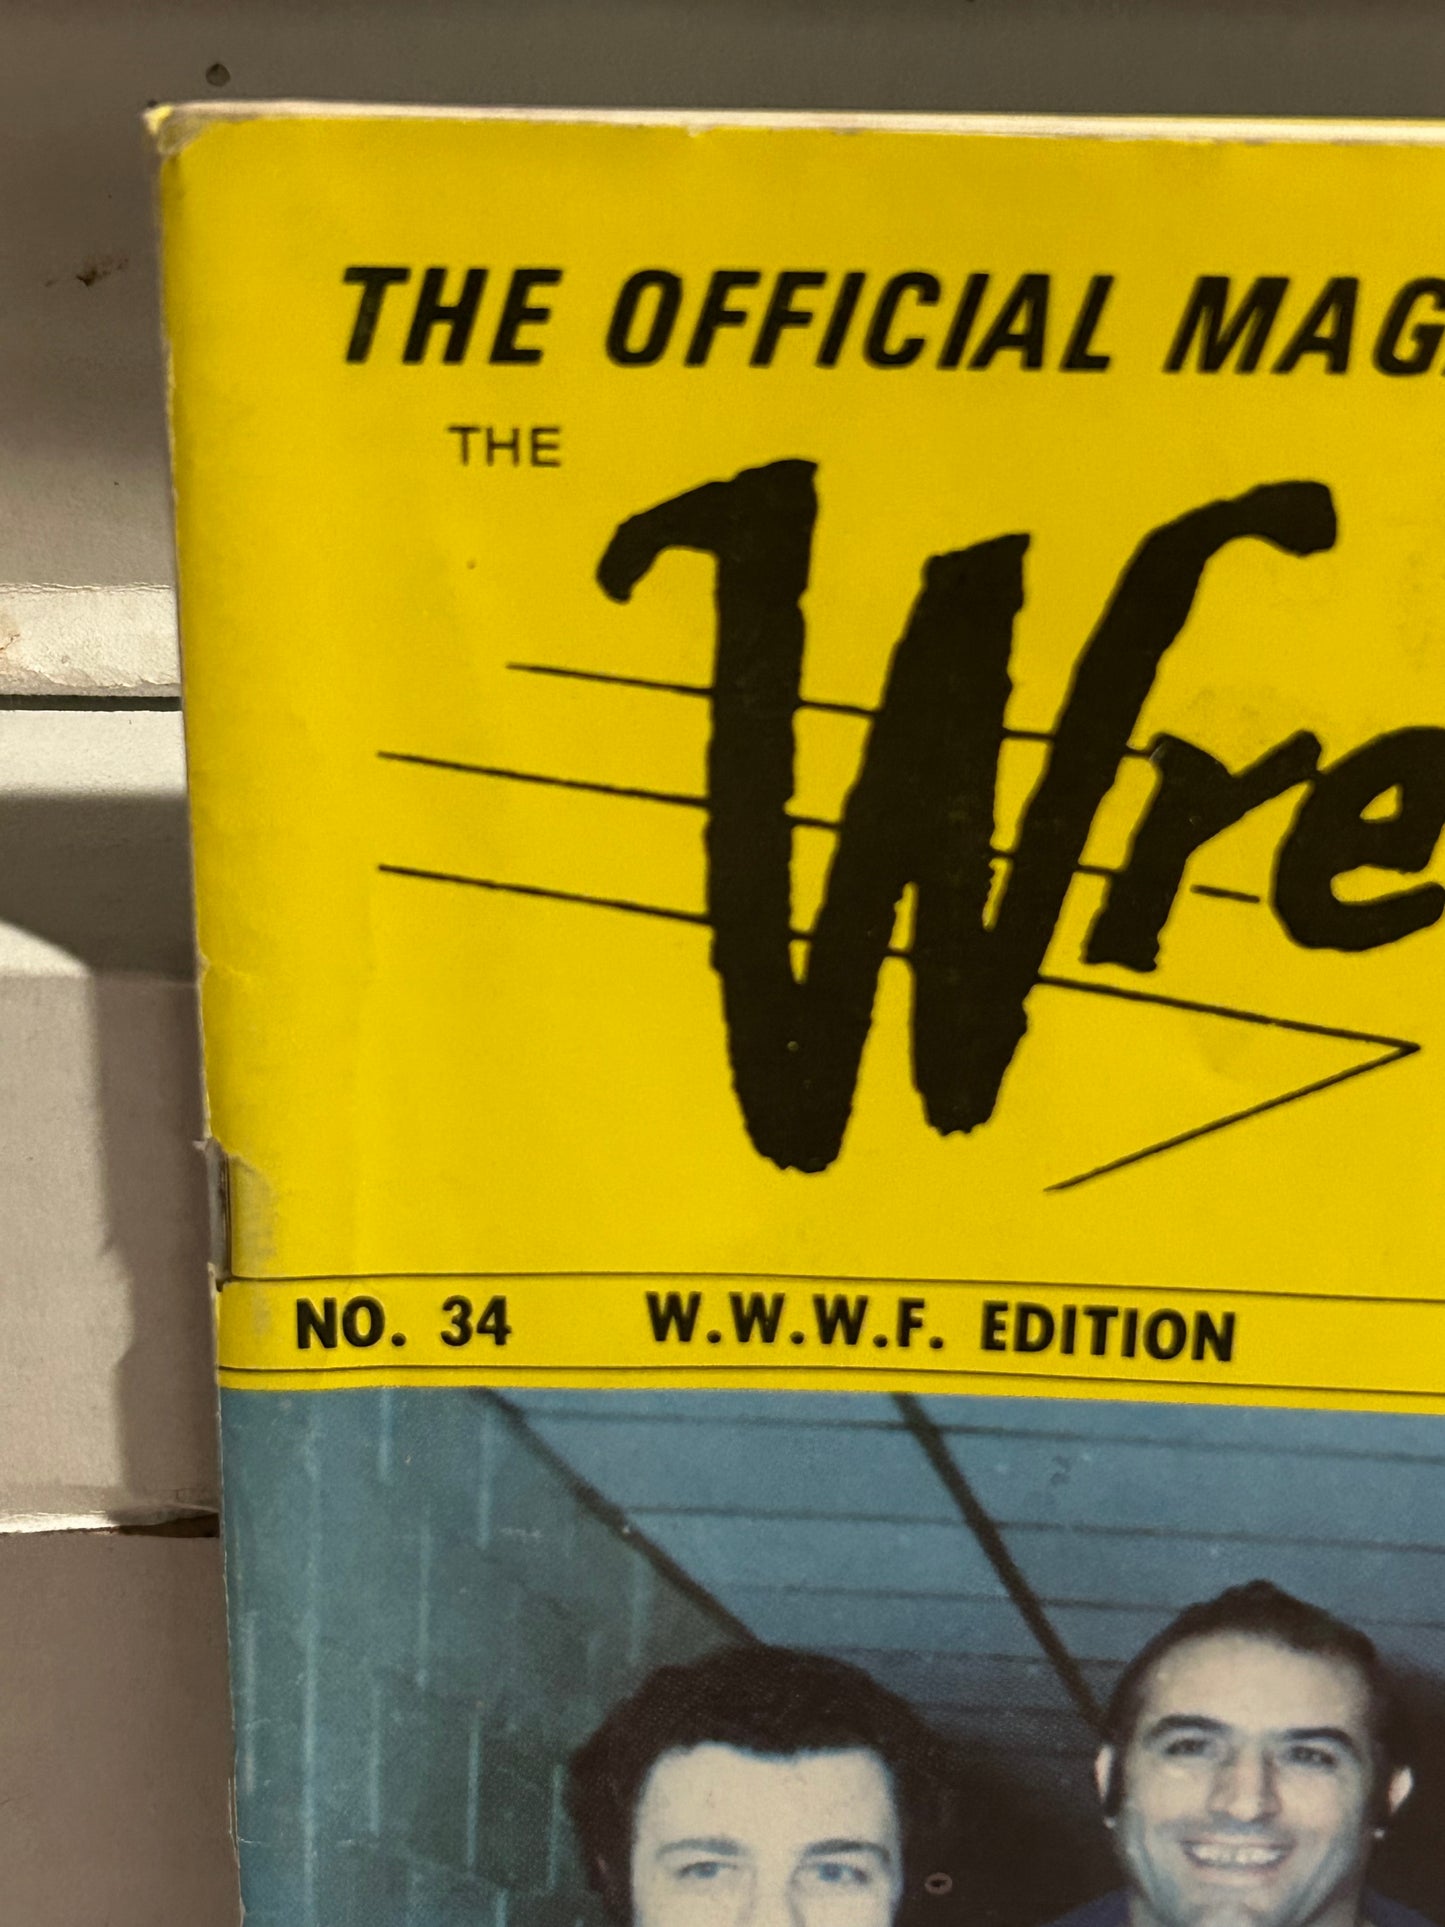 THE OFFICIAL MAG
THE
Wre
NO. 34 W.W.W.F. EDITION